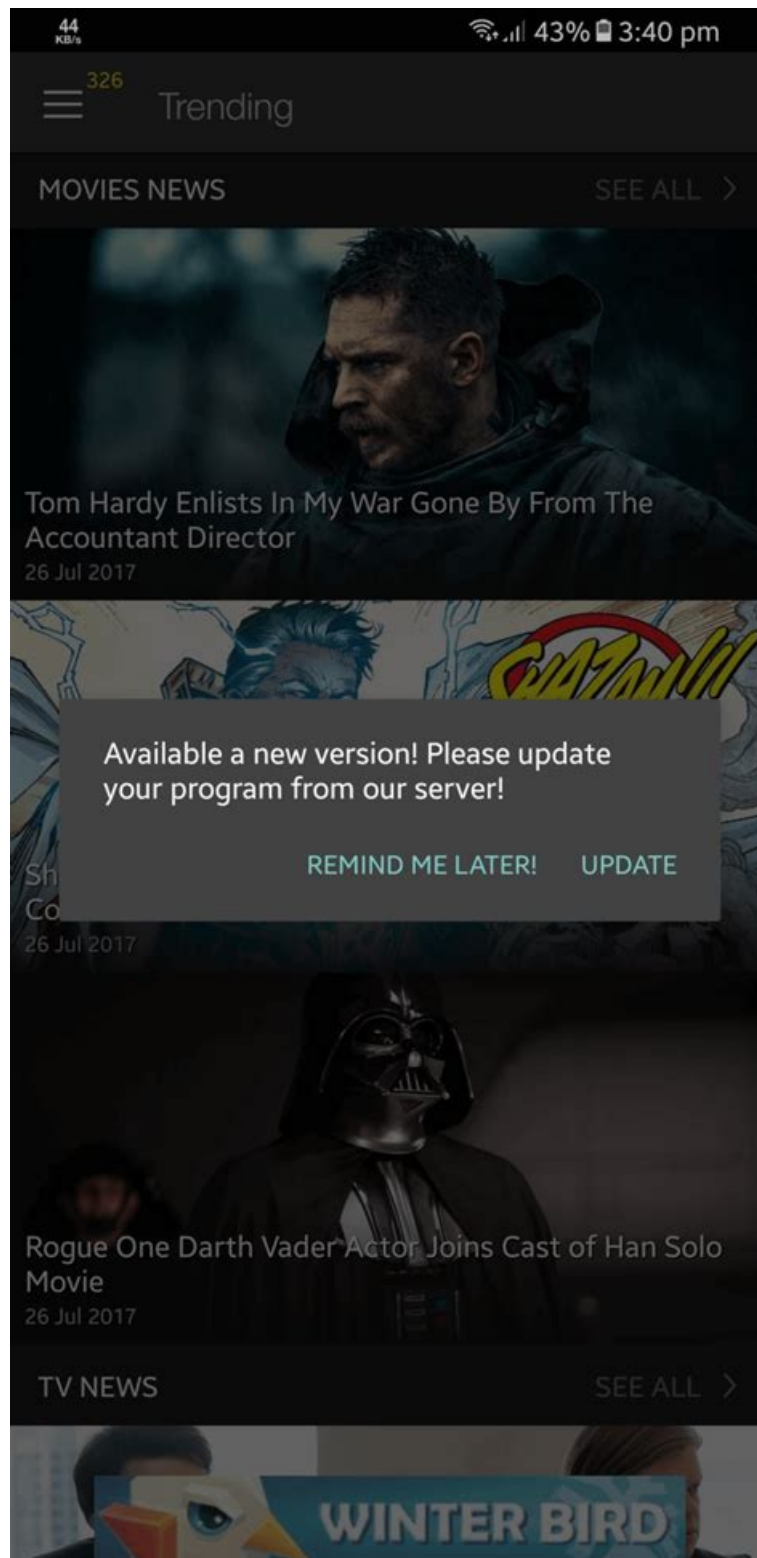 44
KB/s
43% 3:40 pm
326
Trending
MOVIES NEWS
SEE ALL >
Tom Hardy Enlists In My War Gone By From The
Accountant Director
26 Jul 2017
SHAZAM!!!
Available a new version! Please update
your program from our server!
REMIND ME LATER!
UPDATE
Sh
Co
26 Jul 2017
Rogue One Darth Vader Actor Joins Cast of Han Solo
Movie
26 Jul 2017
TV NEWS
SEE ALL >
WINTER BIRD